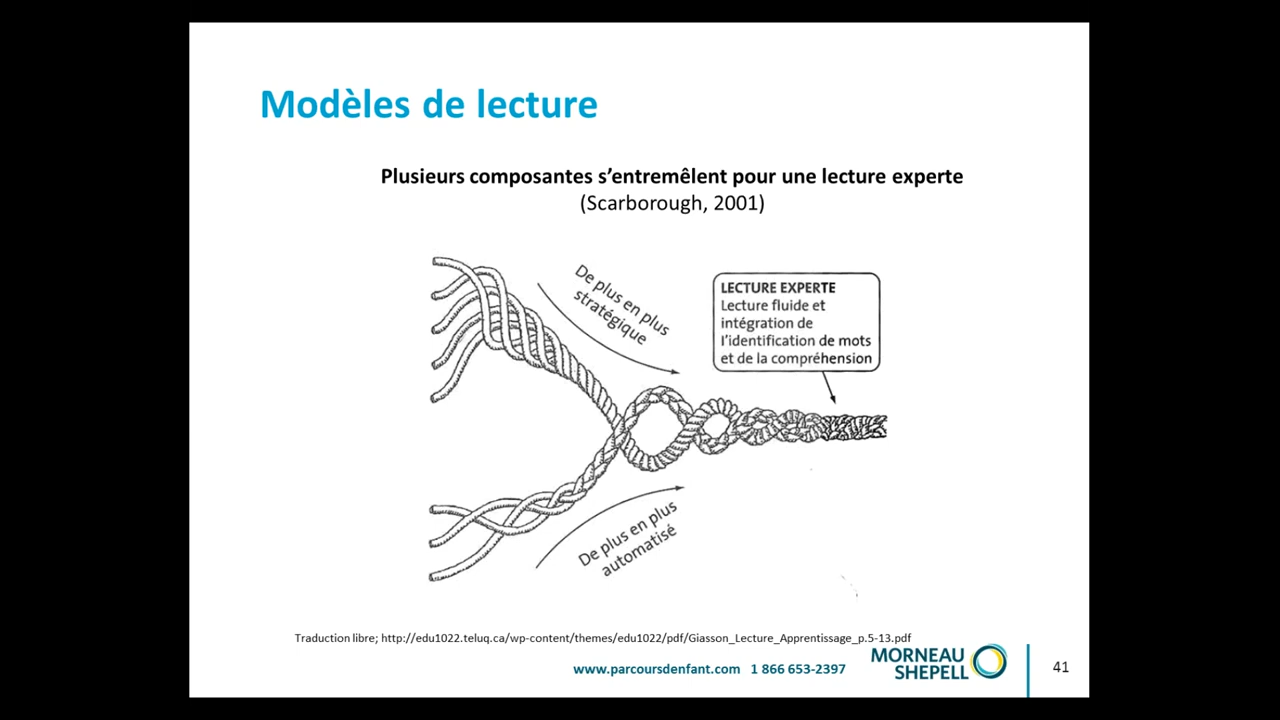 Modèles de lecture
Plusieurs composantes s’entremêlent pour une lecture experte
(Scarborough, 2001)
De plus en plus
stratégique
LECTURE EXPERTE
Lecture fluide et
intégration de
l’identification de mots
et de la compréhension
De plus en plus
automatisé
Traduction libre; http://edu1022.teluq.ca/wp-content/themes/edu1022/pdf/Giasson_Lecture_Apprentissage_p.5-13.pdf
www.parcoursdenfant.com 1 866 653-2397
MORNEAU
SHEPELL
41